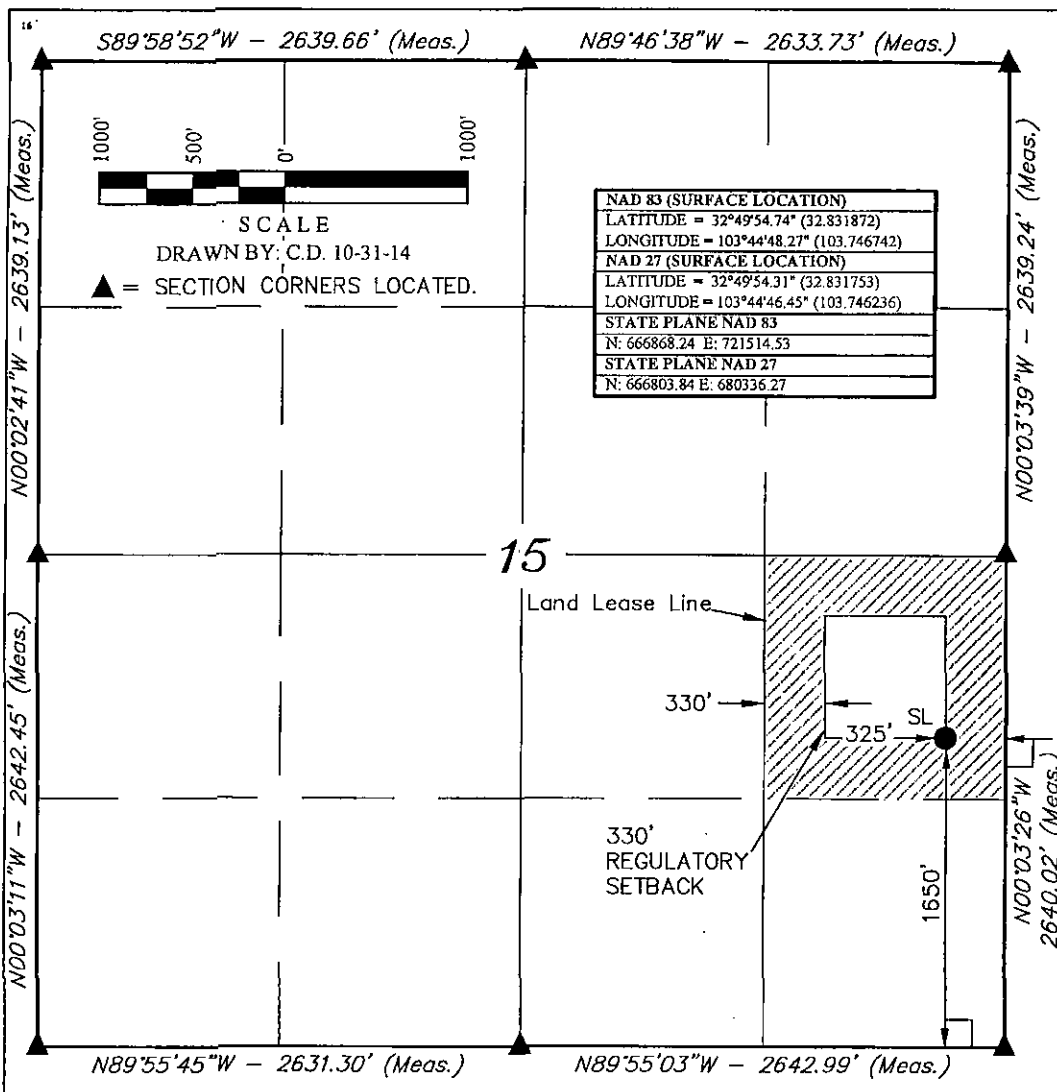 16
S89°58'52"W - 2639.66' (Meas.)
N89°46'38"W - 2633.73' (Meas.)
1000'
500'
0'
1000'
SCALE
DRAWN BY: C.D. 10-31-14
▲ = SECTION CORNERS LOCATED.
N00°02'41"W - 2639.13' (Meas.)
NAD 83 (SURFACE LOCATION)
LATITUDE = 32°49'54.74" (32.831872)
LONGITUDE = 103°44'48.27" (103.746742)
NAD 27 (SURFACE LOCATION)
LATITUDE = 32°49'54.31" (32.831753)
LONGITUDE = 103°44'46.45" (103.746236)
STATE PLANE NAD 83
N: 666868.24 E: 721514.53
STATE PLANE NAD 27
N: 666803.84 E: 680336.27
N00°03'39"W - 2639.24' (Meas.)
15
Land Lease Line
330'
SL
325'
330'
REGULATORY
SETBACK
1650'
N00°03'11"W - 2642.45' (Meas.)
N00°03'26"W
2640.02' (Meas.)
N89°55'45"W - 2631.30' (Meas.)
N89°55'03"W - 2642.99' (Meas.)